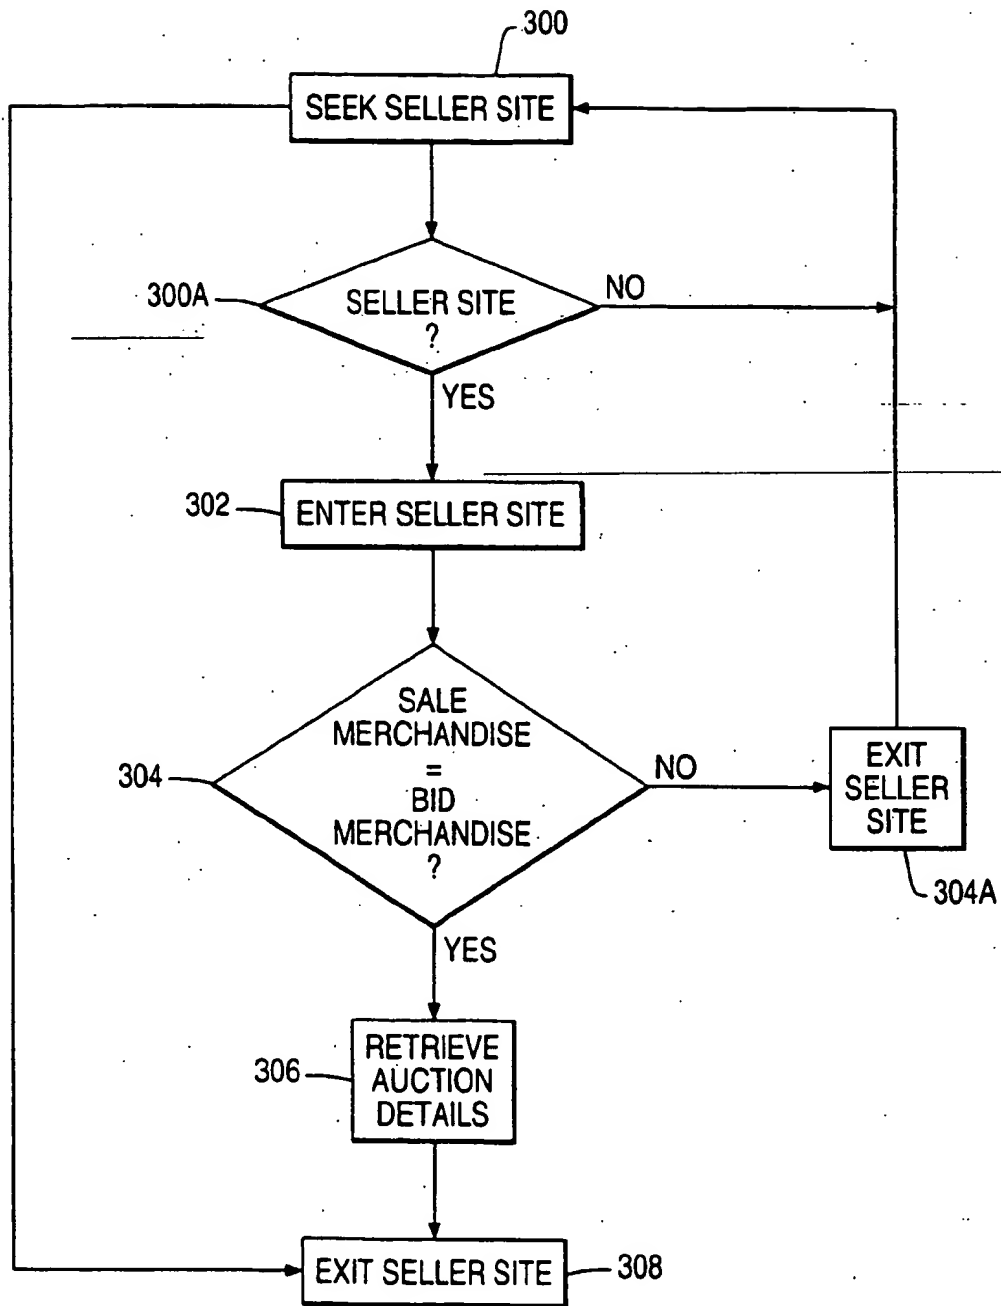 300
SEEK SELLER SITE
300A
SELLER SITE
?
NO
YES
302
ENTER SELLER SITE
304
SALE
MERCHANDISE
=
BID
MERCHANDISE
?
NO
EXIT
SELLER
SITE
304A
YES
306
RETRIEVE
AUCTION
DETAILS
EXIT SELLER SITE
308